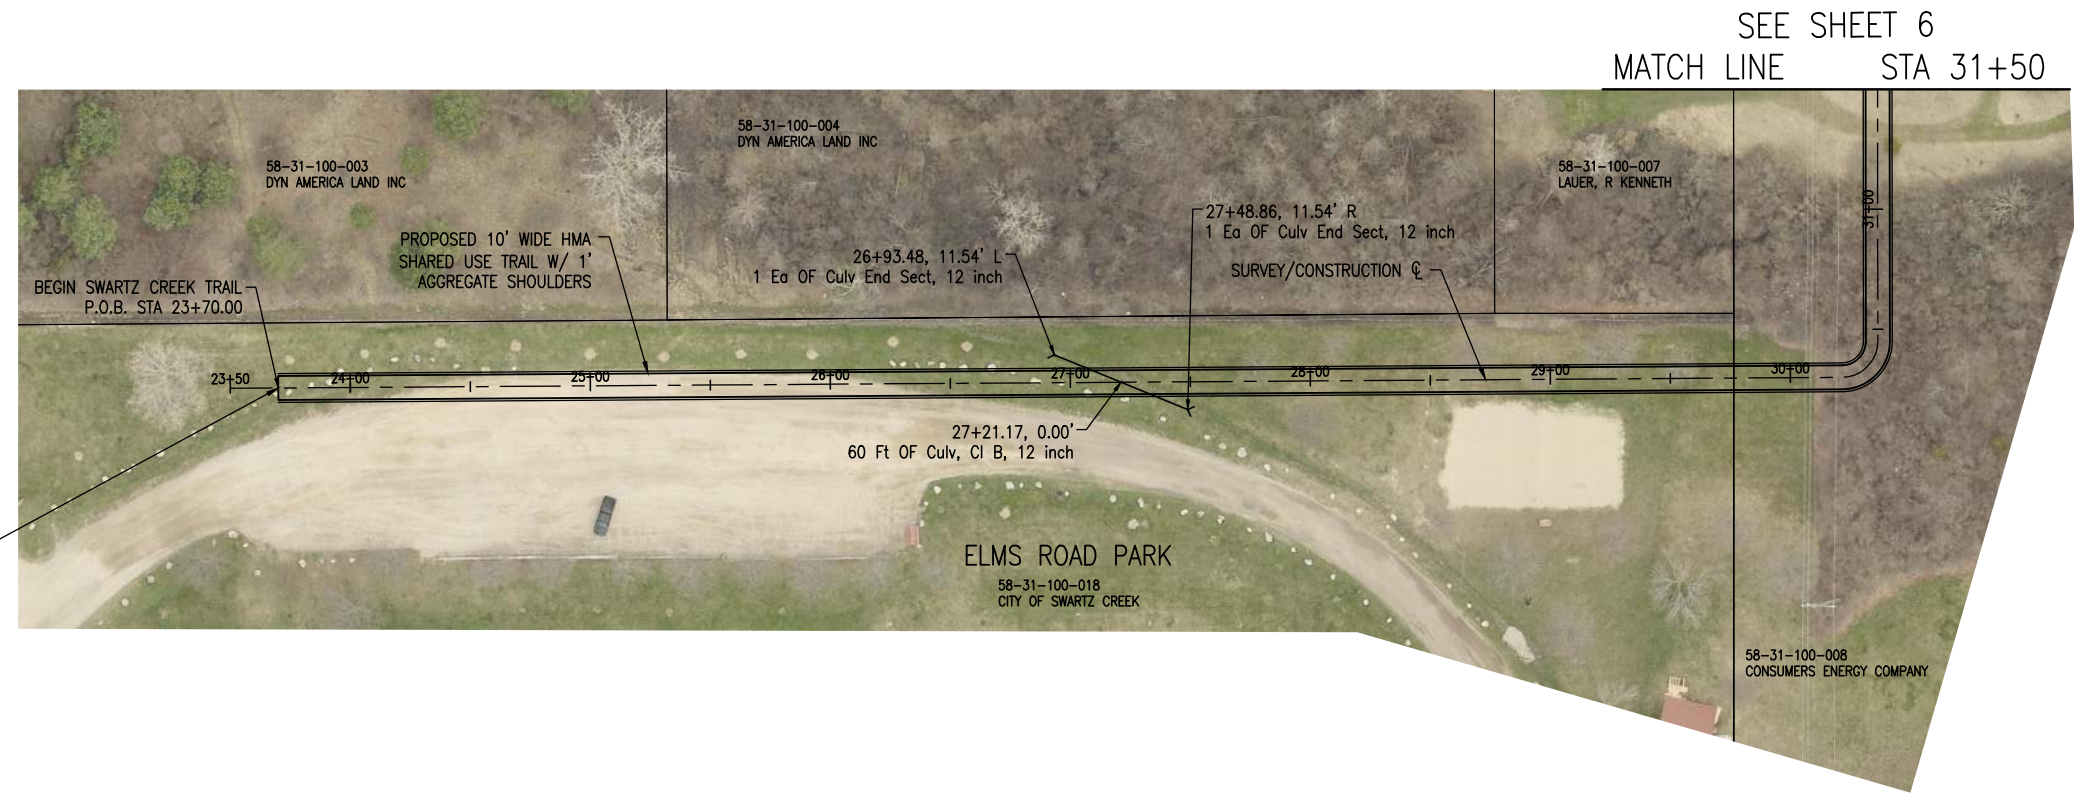 SEE SHEET 6
MATCH LINE STA 31+50
58-31-100-003
DYN AMERICA LAND INC
58-31-100-004
DYN AMERICA LAND INC
58-31-100-007
LAUER, R KENNETH
31+00
PROPOSED 10' WIDE HMA
SHARED USE TRAIL W/ 1'
AGGREGATE SHOULDERS
26+93.48, 11.54' L
1 Ea OF Culv End Sect, 12 inch
27+48.86, 11.54' R
1 Ea OF Culv End Sect, 12 inch
SURVEY/CONSTRUCTION ℄
BEGIN SWARTZ CREEK TRAIL
P.O.B. STA 23+70.00
23+50
24+00
25+00
26+00
27+00
28+00
29+00
30+00
27+21.17, 0.00'
60 Ft OF Culv, Cl B, 12 inch
ELMS ROAD PARK
58-31-100-018
CITY OF SWARTZ CREEK
58-31-100-008
CONSUMERS ENERGY COMPANY